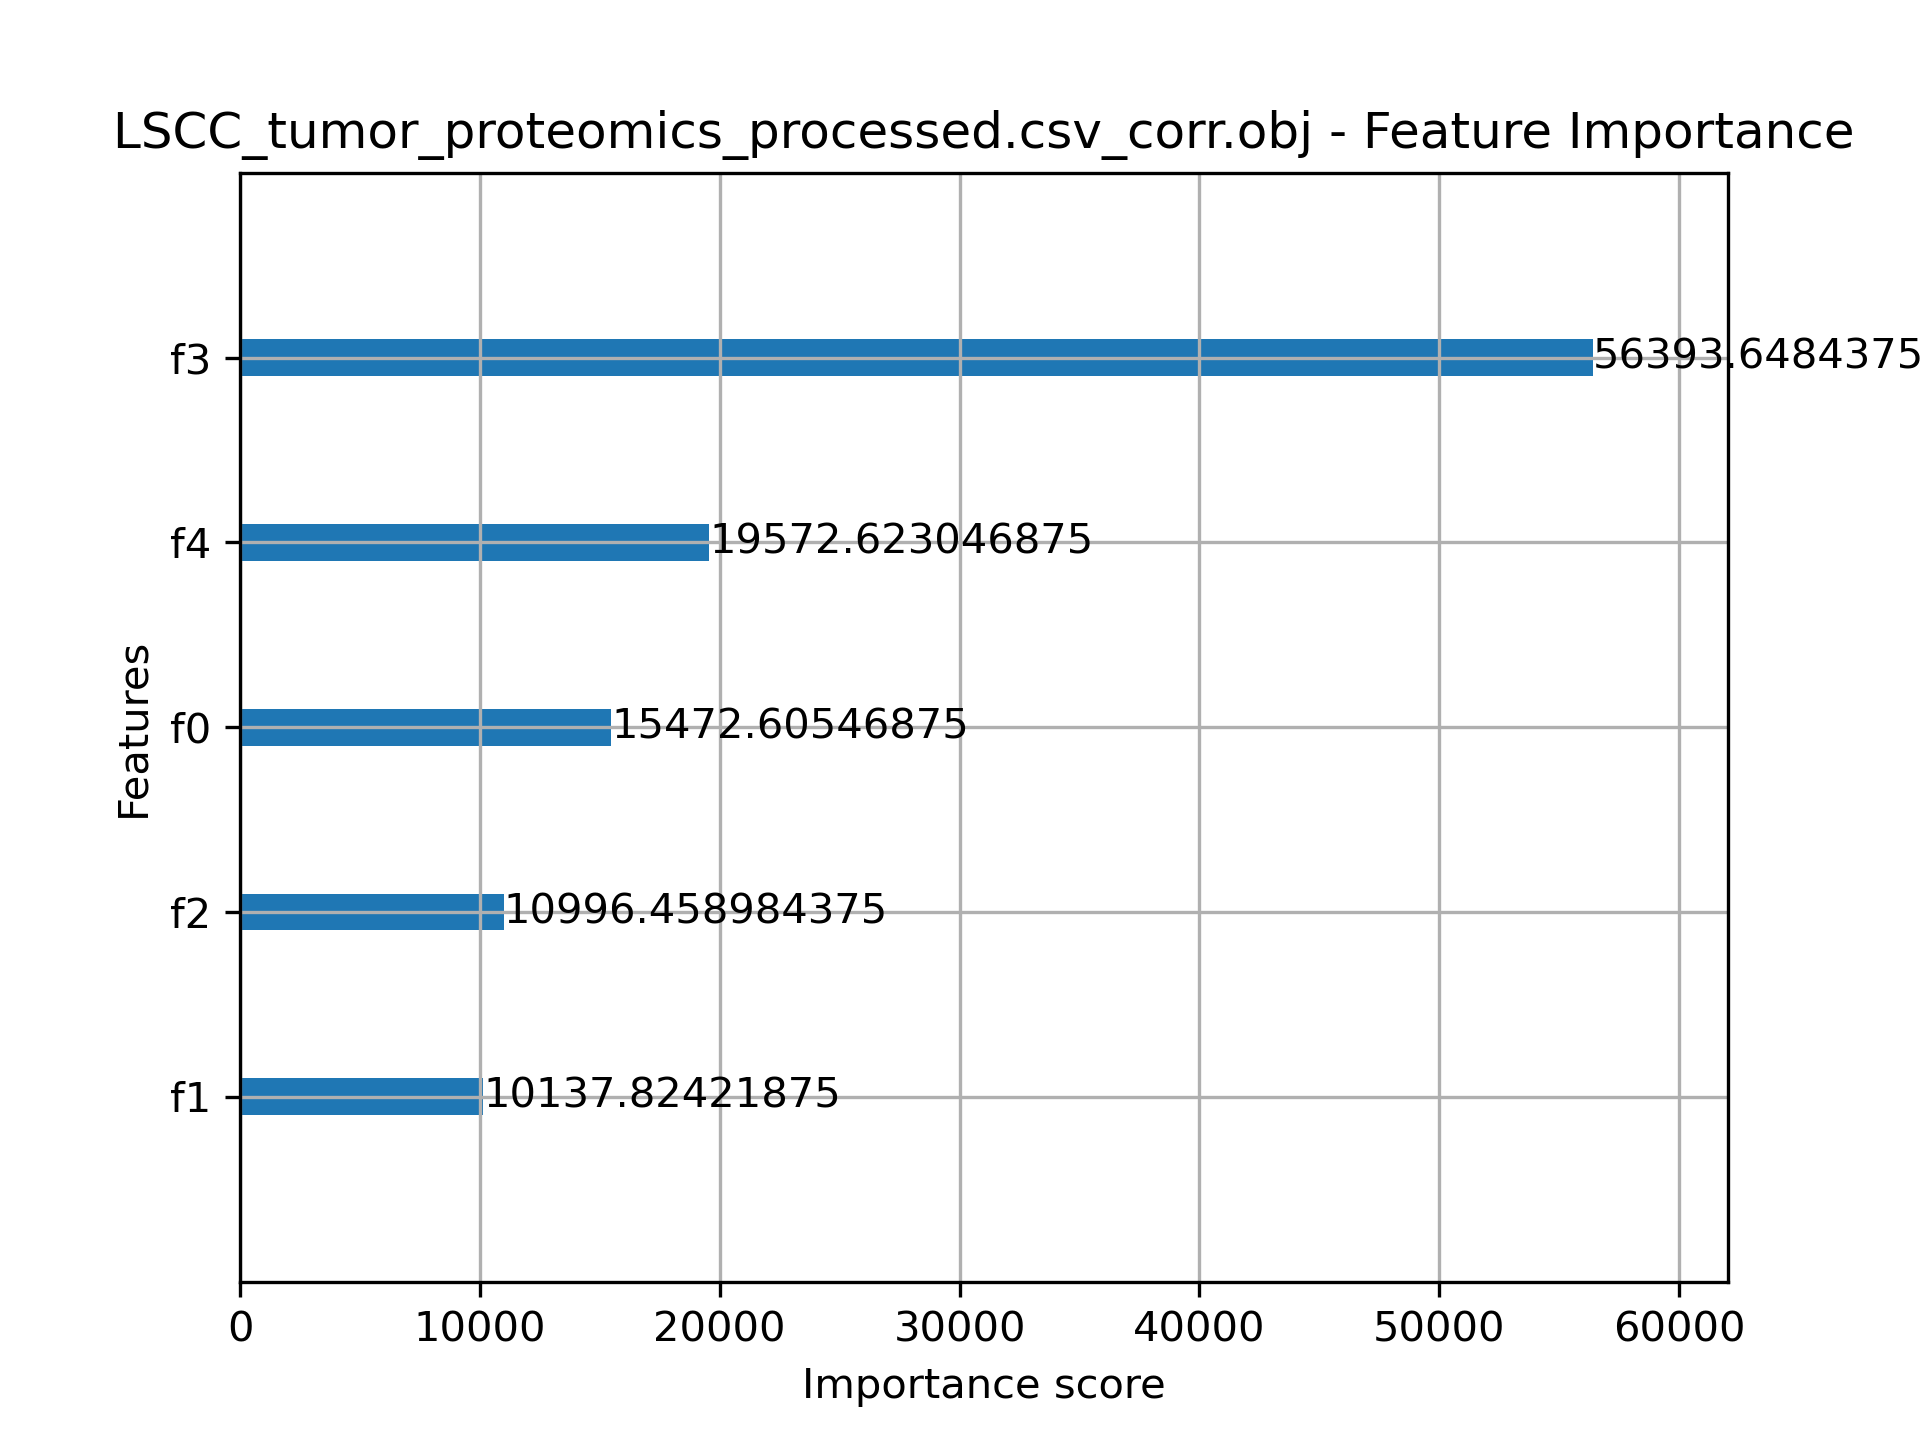 LSCC_tumor_proteomics_processed.csv_corr.obj - Feature Importance
f3
56393.6484375
f4
19572.623046875
f0
15472.60546875
f2
10996.458984375
f1
10137.82421875
Features
0 10000 20000 30000 40000 50000 60000
Importance score